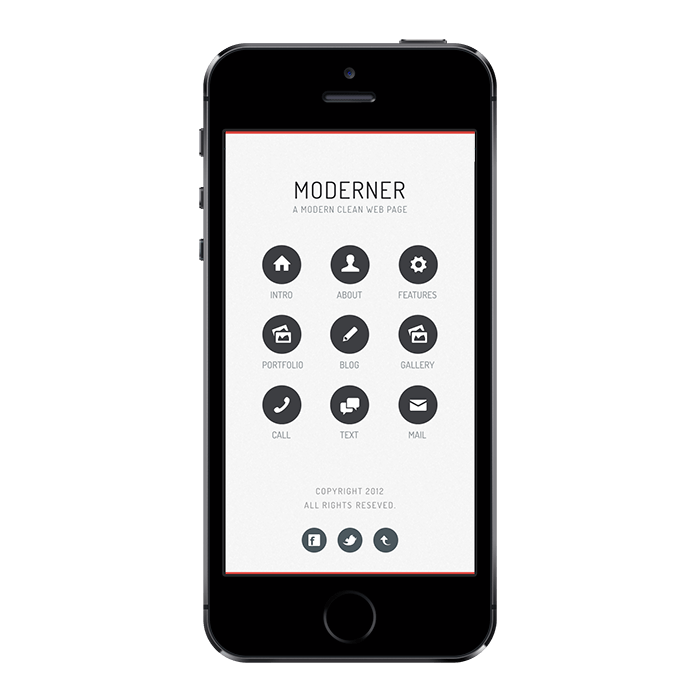 MODERNER
A MODERN CLEAN WEB PAGE
INTRO ABOUT FEATURES
PORTFOLIO BLOG GALLERY
CALL TEXT MAIL
COPYRIGHT 2012
ALL RIGHTS RESEVED.